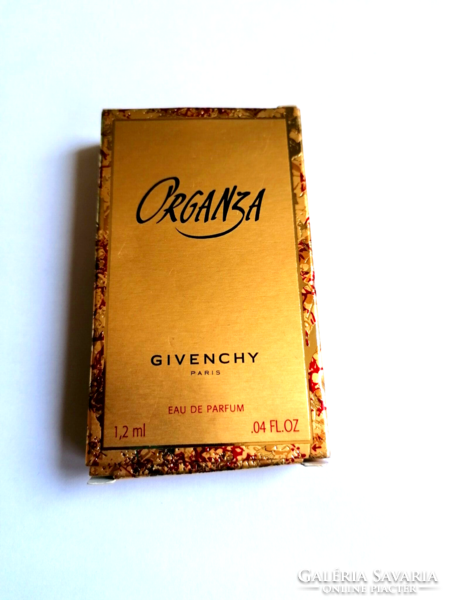 ORGANZA
GIVENCHY
PARIS
EAU DE PARFUM
1,2 ml .04 FL.OZ
GALÉRIA SAVARIA
ONLINE PIACTÉR